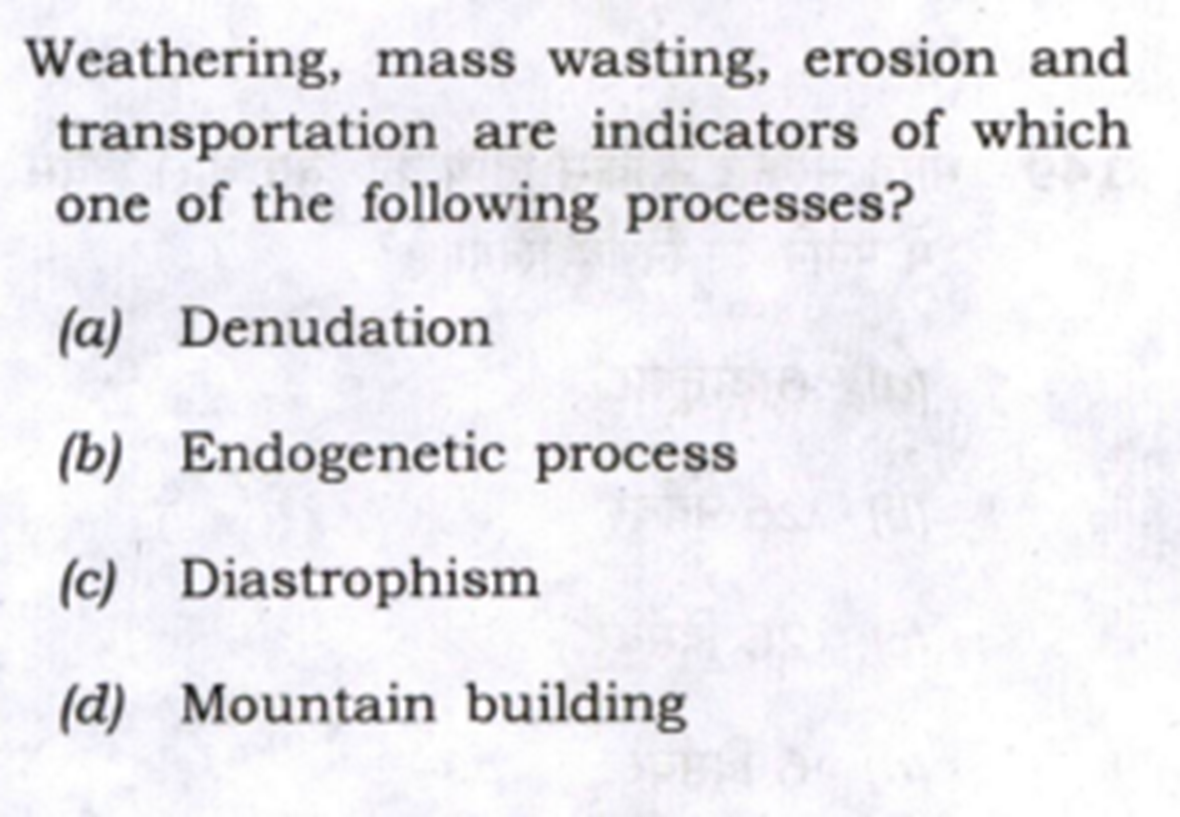 Weathering, mass wasting, erosion and
transportation are indicators of which
one of the following processes?
(a) Denudation
(b) Endogenetic process
(c) Diastrophism
(d) Mountain building